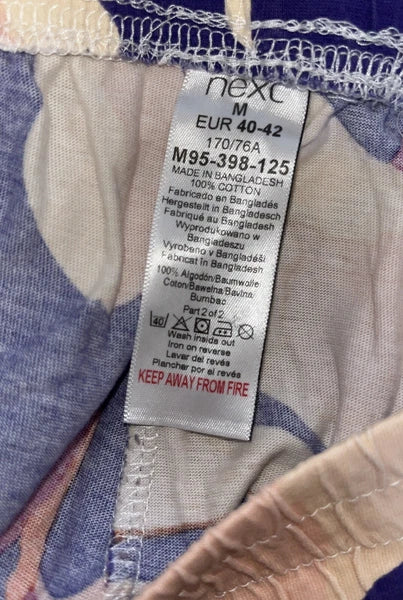 next
M
EUR 40-42
170/76A
M95-398-125
MADE IN BANGLADESH
100% COTTON
Fabricado en Bangladés
Hergestellt in Bangladesch
Fabriqué au Bangladesh
Wyprodukowano w
Bangladeszu
Vyrobeno v Bangladéši
Fabricat în Bangladesh
100% Algodón/Baumwolle
Coton/Bawełna/Bavlna/
Bumbac
Part 2 of 2
40
Wash inside out
Iron on reverse
Lavar del revés
Planchar por el revés
KEEP AWAY FROM FIRE